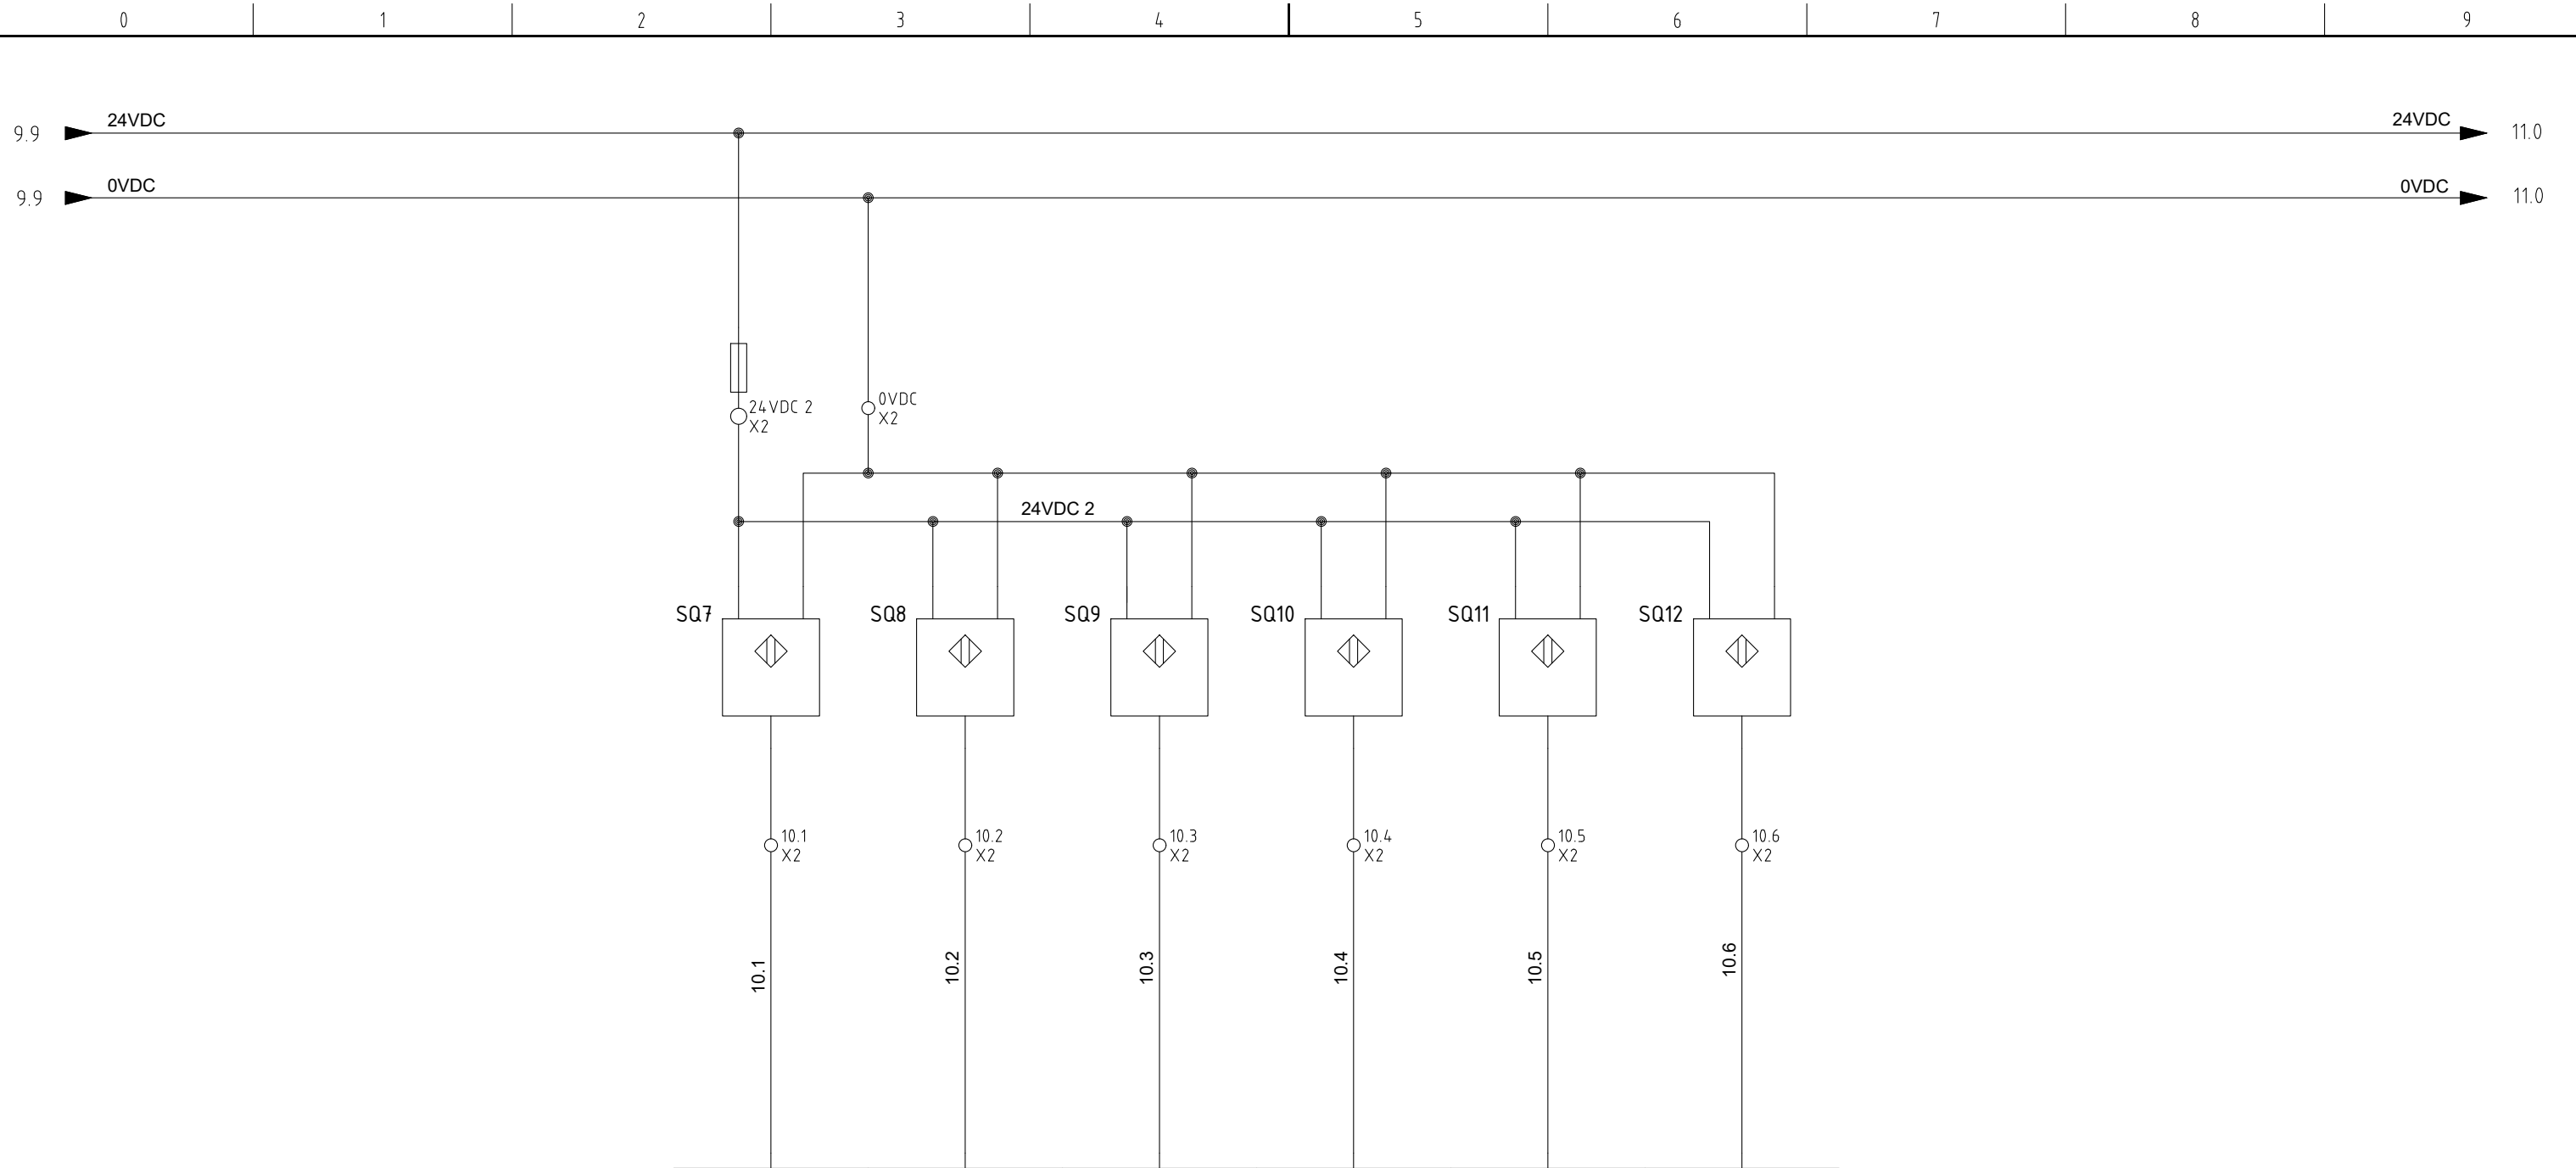 0 1 2 3 4 5 6 7 8 9
9.9 24VDC 24VDC 11.0
9.9 0VDC 0VDC 11.0
24VDC 2
X2
0VDC
X2
24VDC 2
SQ7 SQ8 SQ9 SQ10 SQ11 SQ12
10.1 10.2 10.3 10.4 10.5 10.6
X2 X2 X2 X2 X2 X2
10.1 10.2 10.3 10.4 10.5 10.6